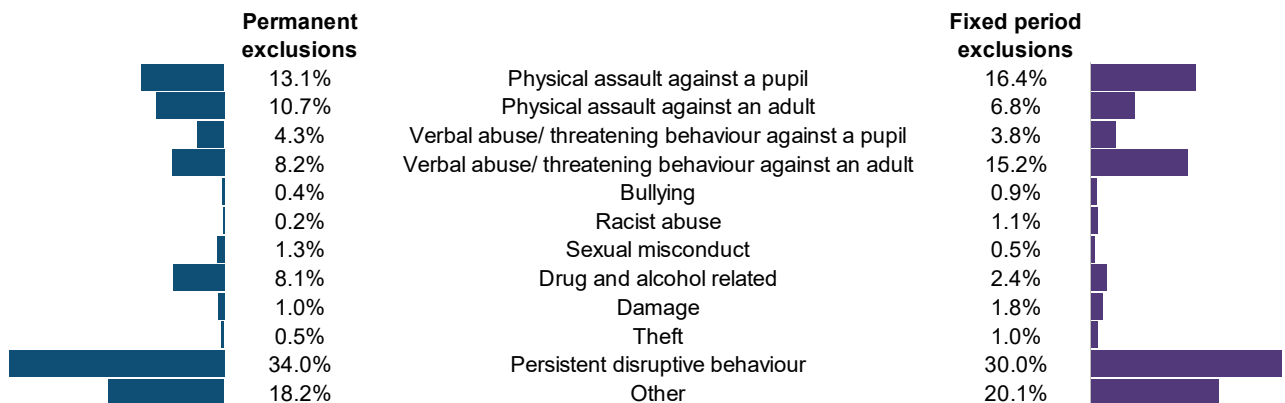 Permanent exclusions Fixed period exclusions
13.1% Physical assault against a pupil 16.4%
10.7% Physical assault against an adult 6.8%
4.3% Verbal abuse/ threatening behaviour against a pupil 3.8%
8.2% Verbal abuse/ threatening behaviour against an adult 15.2%
0.4% Bullying 0.9%
0.2% Racist abuse 1.1%
1.3% Sexual misconduct 0.5%
8.1% Drug and alcohol related 2.4%
1.0% Damage 1.8%
0.5% Theft 1.0%
34.0% Persistent disruptive behaviour 30.0%
18.2% Other 20.1%